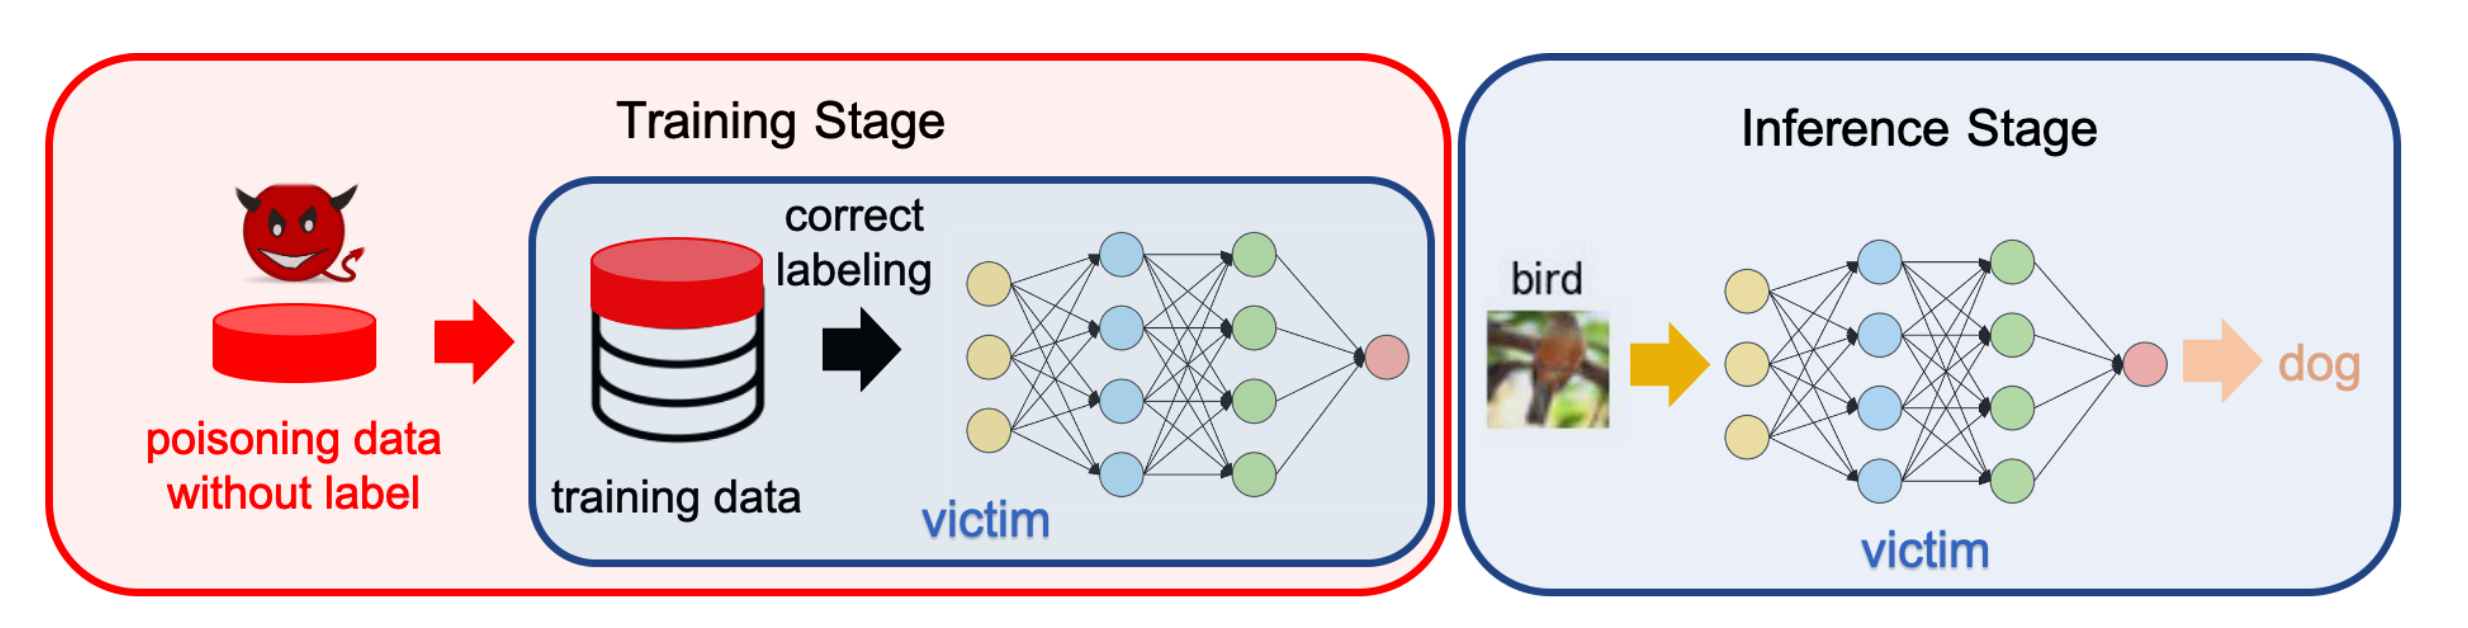 Training Stage
poisoning data
without label
training data
correct
labeling
victim
Inference Stage
bird
victim
dog